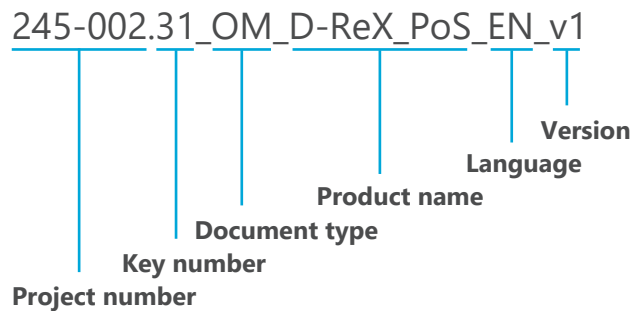 245-002.31_OM_D-ReX_PoS_EN_v1
Version
Language
Product name
Document type
Key number
Project number